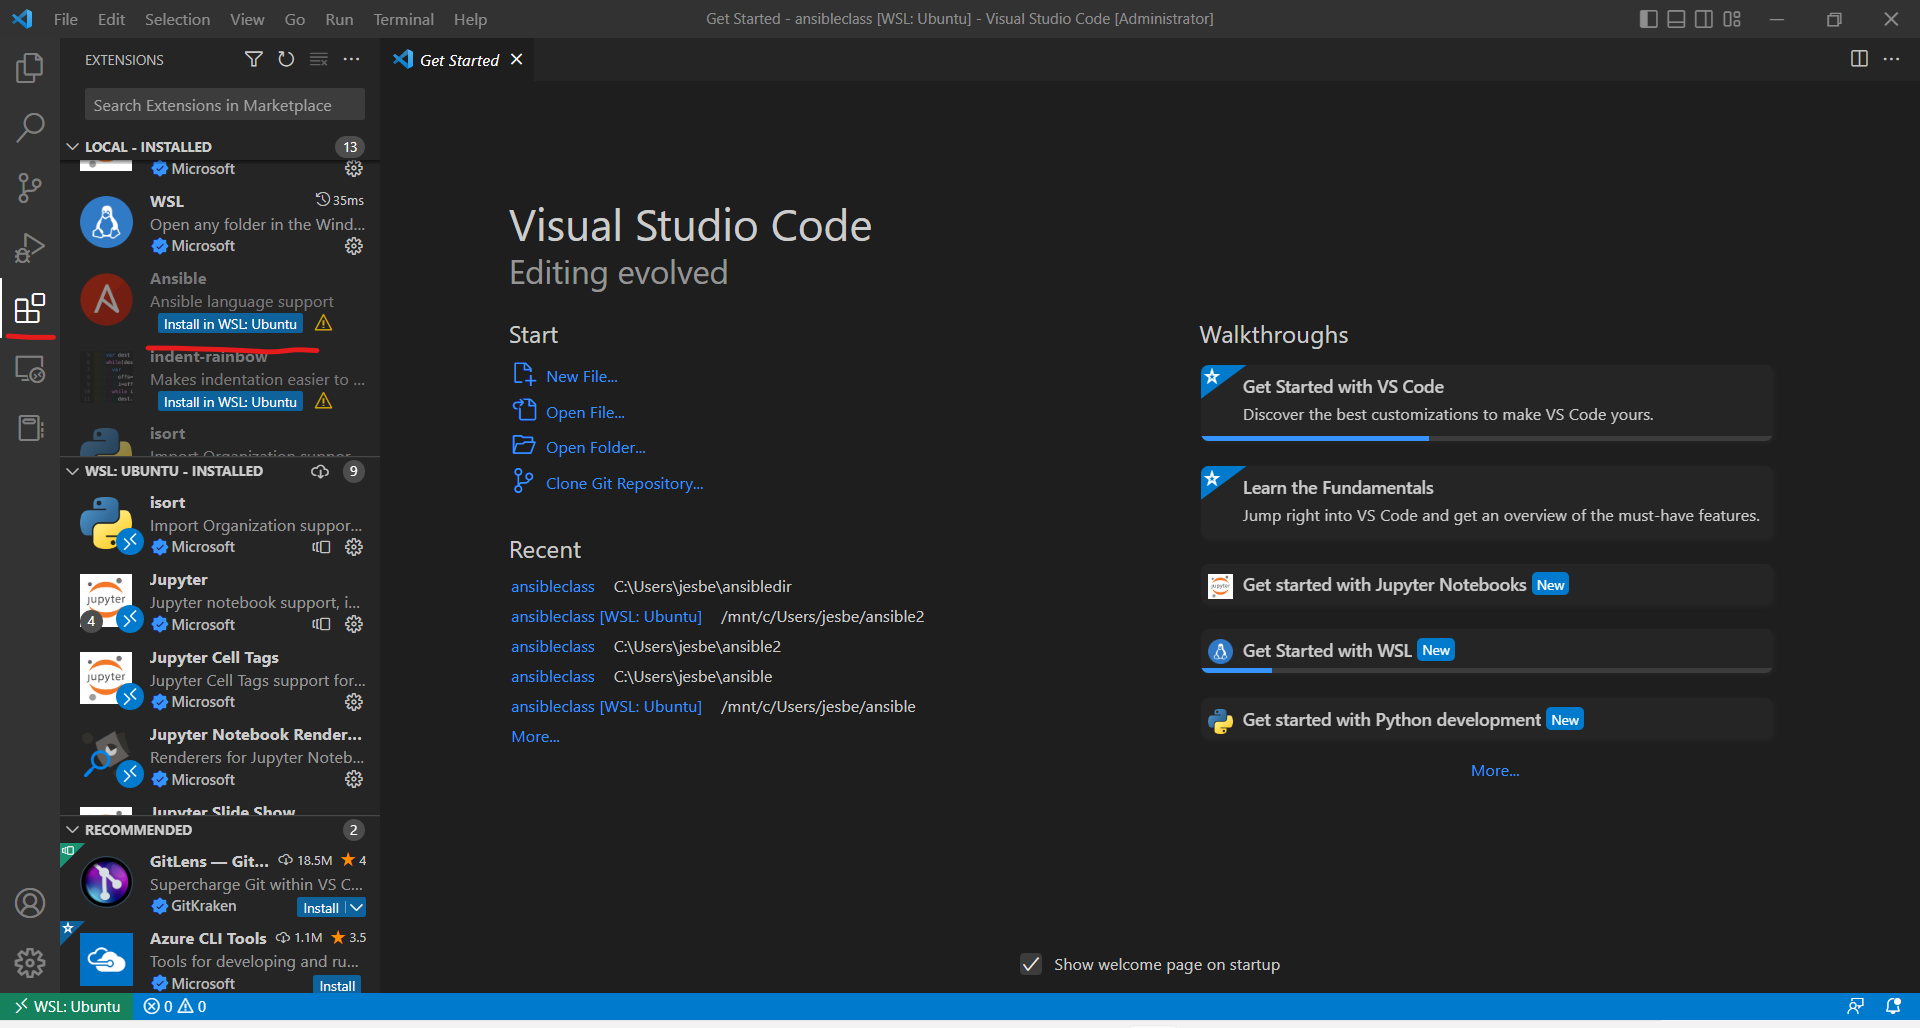 File Edit Selection View Go Run Terminal Help
Get Started - ansibleclass [WSL: Ubuntu] - Visual Studio Code [Administrator]
EXTENSIONS
Get Started
Search Extensions in Marketplace
LOCAL - INSTALLED 13
Microsoft
WSL 35ms
Open any folder in the Wind...
Microsoft
Ansible
Ansible language support
Install in WSL: Ubuntu
indent-rainbow
Makes indentation easier to ...
Install in WSL: Ubuntu
isort
Import Organization suppor...
WSL: UBUNTU - INSTALLED 9
isort
Import Organization suppor...
Microsoft
Jupyter
Jupyter notebook support, i...
jupyter
4
Microsoft
Jupyter Cell Tags
Jupyter Cell Tags support for...
jupyter
Microsoft
Jupyter Notebook Render...
Renderers for Jupyter Noteb...
Microsoft
Jupyter Slide Show
RECOMMENDED 2
GitLens — Git... 18.5M 4
Supercharge Git within VS C...
GitKraken Install
Azure CLI Tools 1.1M 3.5
Tools for developing and ru...
Microsoft Install
Visual Studio Code
Editing evolved
Start
New File...
Open File...
Open Folder...
Clone Git Repository...
Recent
ansibleclass C:\Users\jesbe\ansibledir
ansibleclass [WSL: Ubuntu] /mnt/c/Users/jesbe/ansible2
ansibleclass C:\Users\jesbe\ansible2
ansibleclass C:\Users\jesbe\ansible
ansibleclass [WSL: Ubuntu] /mnt/c/Users/jesbe/ansible
More...
Walkthroughs
Get Started with VS Code
Discover the best customizations to make VS Code yours.
Learn the Fundamentals
Jump right into VS Code and get an overview of the must-have features.
Get started with Jupyter Notebooks New
Get Started with WSL New
Get started with Python development New
More...
Show welcome page on startup
WSL: Ubuntu 0 0